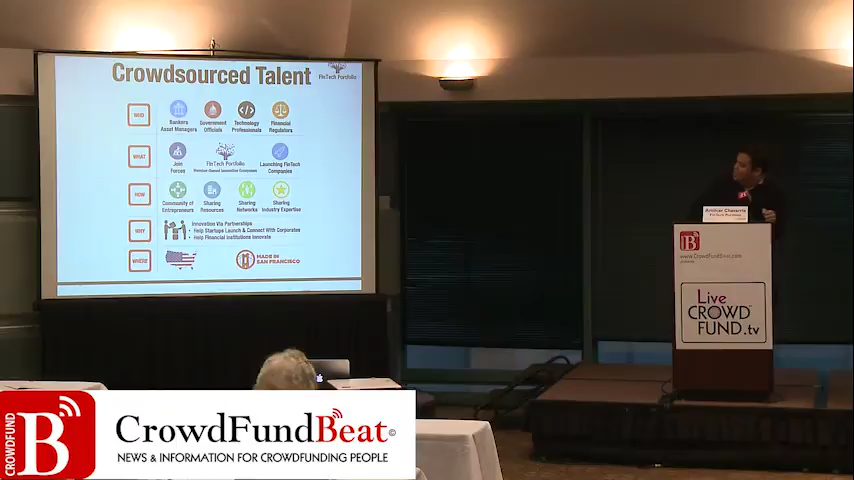 Crowdsourced Talent
FinTech Portfolio
WHO
Bankers
Asset Managers
Government
Officials
Technology
Professionals
Financial
Regulators
WHAT
Join
Forces
FinTech Portfolio
Launching FinTech
Companies
HOW
Community of
Entrepreneurs
Sharing
Resources
Sharing
Networks
Sharing
Industry Expertise
WHY
Innovation Via Partnerships
• Help Startups Launch & Connect With Corporates
• Help Financial Institutions Innovate
WHERE
MADE IN
SAN FRANCISCO
B
www.CrowdFundBeat.com
Live
CROWD
FUND.tv
CROWDFUND
B
CrowdFundBeat©
NEWS & INFORMATION FOR CROWDFUNDING PEOPLE